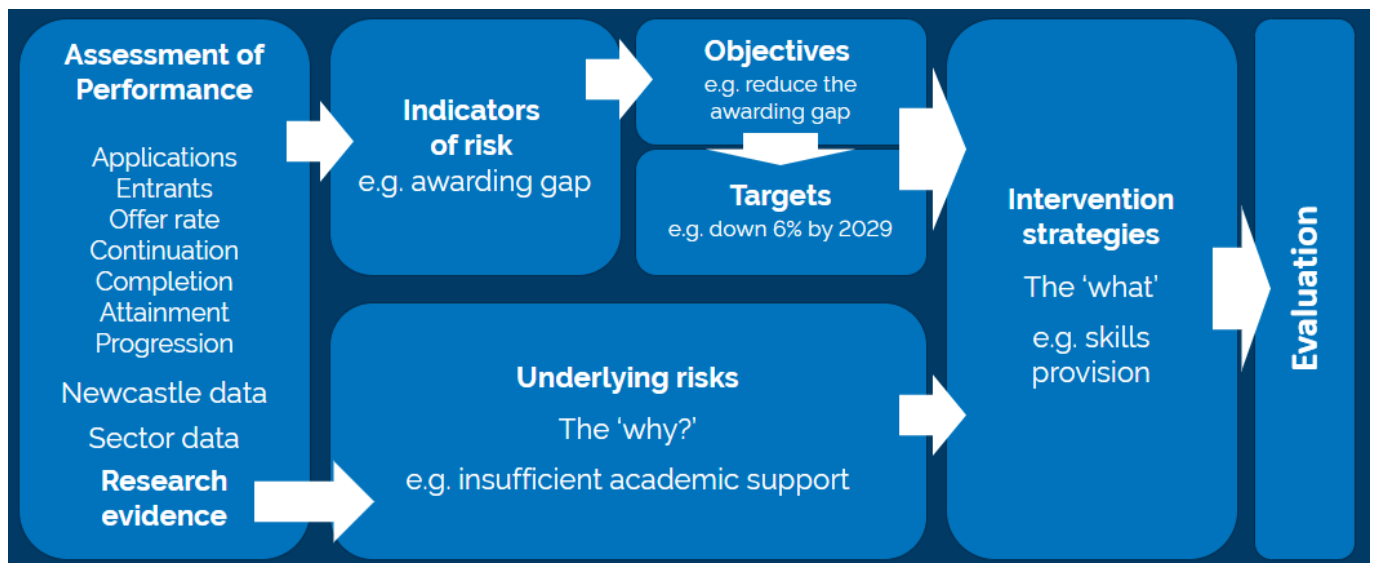 Assessment of
Performance
Applications
Entrants
Offer rate
Continuation
Completion
Attainment
Progression
Newcastle data
Sector data
Research
evidence
Indicators
of risk
e.g. awarding gap
Objectives
e.g. reduce the
awarding gap
Targets
e.g. down 6% by 2029
Underlying risks
The ‘why?’
e.g. insufficient academic support
Intervention
strategies
The ‘what’
e.g. skills
provision
Evaluation